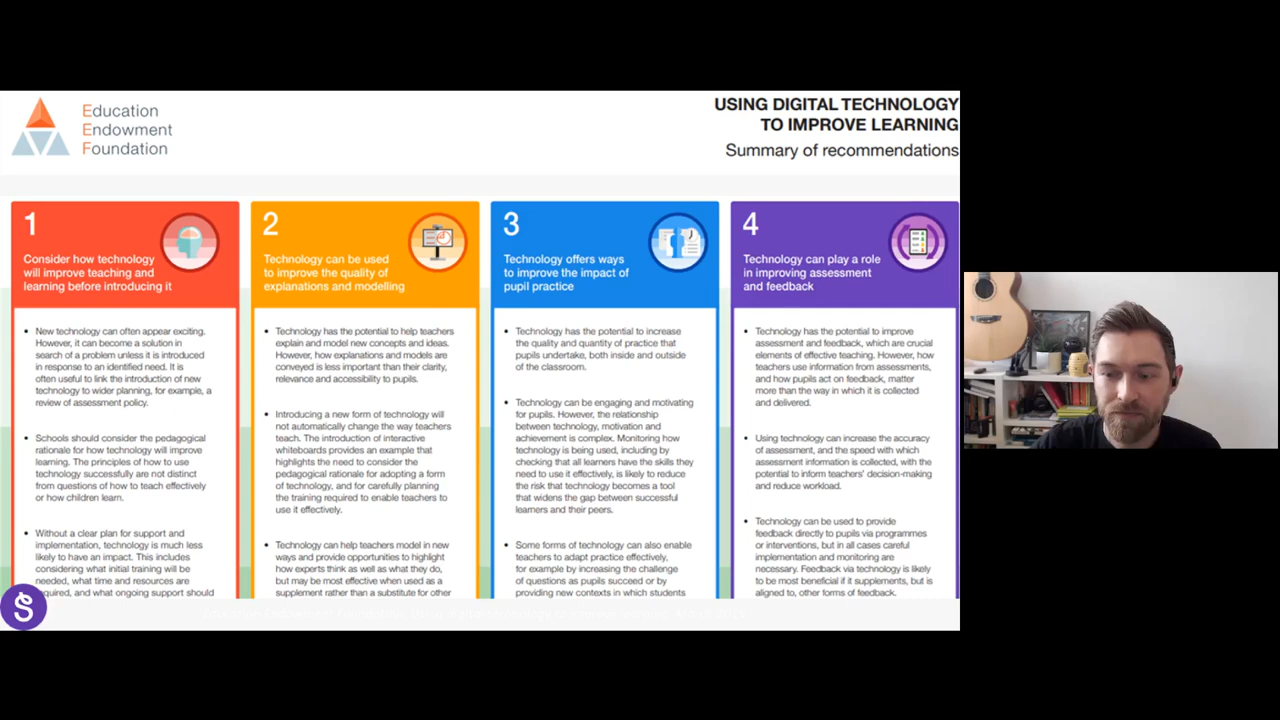 Education
Endowment
Foundation
USING DIGITAL TECHNOLOGY
TO IMPROVE LEARNING
Summary of recommendations
1
Consider how technology
will improve teaching and
learning before introducing it
• New technology can often appear exciting.
However, it can become a solution in
search of a problem unless it is introduced
in response to an identified need. It is
often useful to link the introduction of new
technology to wider planning, for example, a
review of assessment policy.
• Schools should consider the pedagogical
rationale for how technology will improve
learning. The principles of how to use
technology successfully are not distinct
from questions of how to teach effectively
or how children learn.
• Without a clear plan for support and
implementation, technology is much less
likely to have an impact. This includes
considering what initial training will be
needed, what time and resources are
required, and what ongoing support should
2
Technology can be used
to improve the quality of
explanations and modelling
• Technology has the potential to help teachers
explain and model new concepts and ideas.
However, how explanations and models are
conveyed is less important than their clarity,
relevance and accessibility to pupils.
• Introducing a new form of technology will
not automatically change the way teachers
teach. The introduction of interactive
whiteboards provides an example that
highlights the need to consider the
pedagogical rationale for adopting a form
of technology, and for carefully planning
the training required to enable teachers to
use it effectively.
• Technology can help teachers model in new
ways and provide opportunities to highlight
how experts think as well as what they do,
but may be most effective when used as a
supplement rather than a substitute for other
3
Technology offers ways
to improve the impact of
pupil practice
• Technology has the potential to increase
the quality and quantity of practice that
pupils undertake, both inside and outside
of the classroom.
• Technology can be engaging and motivating
for pupils. However, the relationship
between technology, motivation and
achievement is complex. Monitoring how
technology is being used, including by
checking that all learners have the skills they
need to use it effectively, is likely to reduce
the risk that technology becomes a tool
that widens the gap between successful
learners and their peers.
• Some forms of technology can also enable
teachers to adapt practice effectively,
for example by increasing the challenge
of questions as pupils succeed or by
providing new contexts in which students
4
Technology can play a role
in improving assessment
and feedback
• Technology has the potential to improve
assessment and feedback, which are crucial
elements of effective teaching. However, how
teachers use information from assessments,
and how pupils act on feedback, matter
more than the way in which it is collected
and delivered.
• Using technology can increase the accuracy
of assessment, and the speed with which
assessment information is collected, with the
potential to inform teachers' decision-making
and reduce workload.
• Technology can be used to provide
feedback directly to pupils via programmes
or interventions, but in all cases careful
implementation and monitoring are
necessary. Feedback via technology is likely
to be most beneficial if it supplements, but is
aligned to, other forms of feedback.